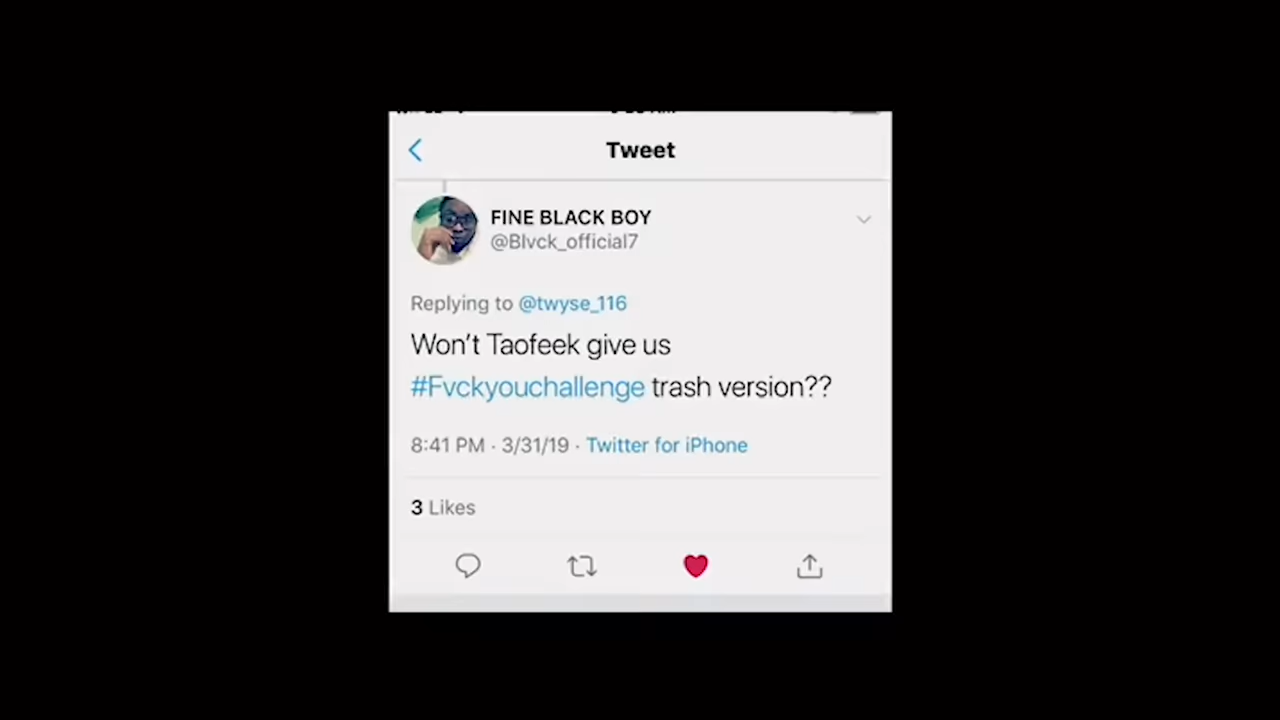 Tweet
FINE BLACK BOY
@Blvck_official7
Replying to @twyse_116
Won't Taofeek give us
#Fvckyouchallenge trash version??
8:41 PM · 3/31/19 · Twitter for iPhone
3 Likes